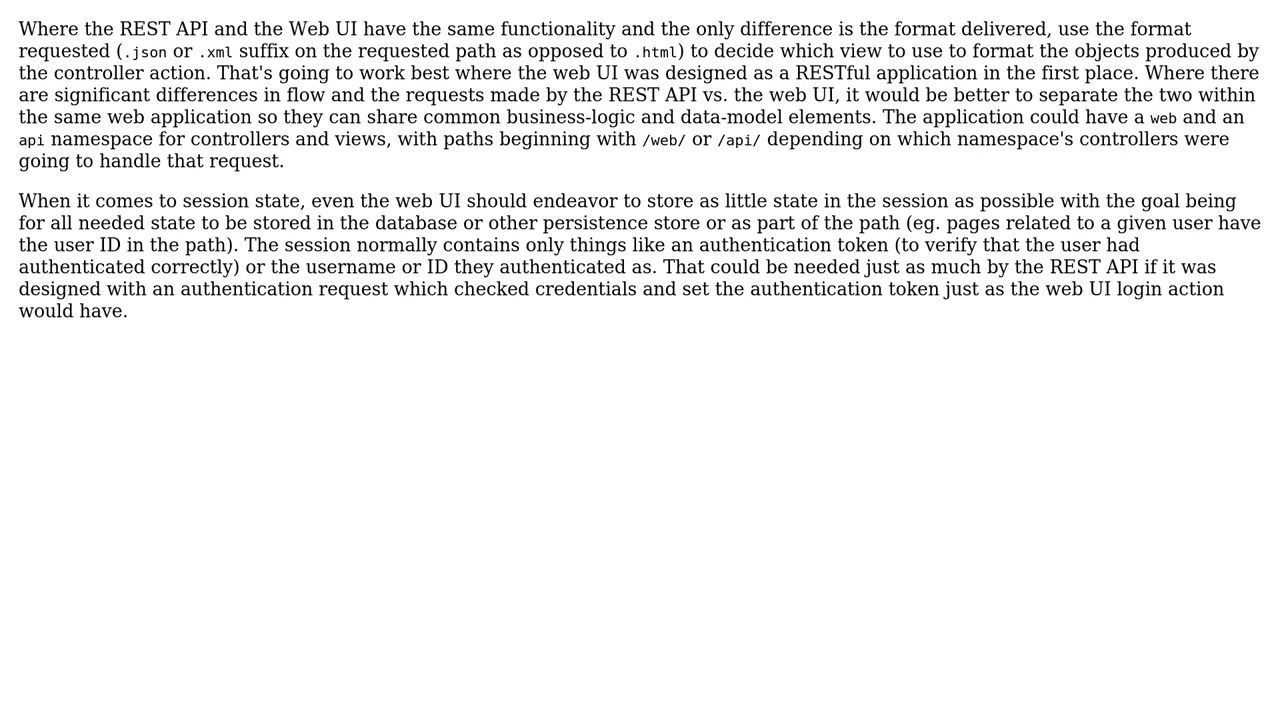 Where the REST API and the Web UI have the same functionality and the only difference is the format delivered, use the format
requested (.json or .xml suffix on the requested path as opposed to .html) to decide which view to use to format the objects produced by
the controller action. That's going to work best where the web UI was designed as a RESTful application in the first place. Where there
are significant differences in flow and the requests made by the REST API vs. the web UI, it would be better to separate the two within
the same web application so they can share common business-logic and data-model elements. The application could have a web and an
api namespace for controllers and views, with paths beginning with /web/ or /api/ depending on which namespace's controllers were
going to handle that request.
When it comes to session state, even the web UI should endeavor to store as little state in the session as possible with the goal being
for all needed state to be stored in the database or other persistence store or as part of the path (eg. pages related to a given user have
the user ID in the path). The session normally contains only things like an authentication token (to verify that the user had
authenticated correctly) or the username or ID they authenticated as. That could be needed just as much by the REST API if it was
designed with an authentication request which checked credentials and set the authentication token just as the web UI login action
would have.